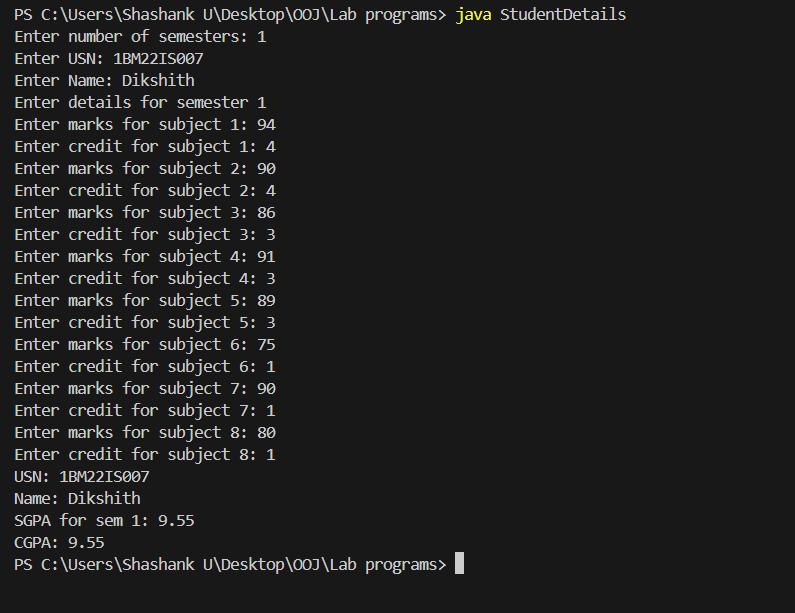 PS C:\Users\Shashank U\Desktop\OOJ\Lab programs> java StudentDetails
Enter number of semesters: 1
Enter USN: 1BM22IS007
Enter Name: Dikshith
Enter details for semester 1
Enter marks for subject 1: 94
Enter credit for subject 1: 4
Enter marks for subject 2: 90
Enter credit for subject 2: 4
Enter marks for subject 3: 86
Enter credit for subject 3: 3
Enter marks for subject 4: 91
Enter credit for subject 4: 3
Enter marks for subject 5: 89
Enter credit for subject 5: 3
Enter marks for subject 6: 75
Enter credit for subject 6: 1
Enter marks for subject 7: 90
Enter credit for subject 7: 1
Enter marks for subject 8: 80
Enter credit for subject 8: 1
USN: 1BM22IS007
Name: Dikshith
SGPA for sem 1: 9.55
CGPA: 9.55
PS C:\Users\Shashank U\Desktop\OOJ\Lab programs>